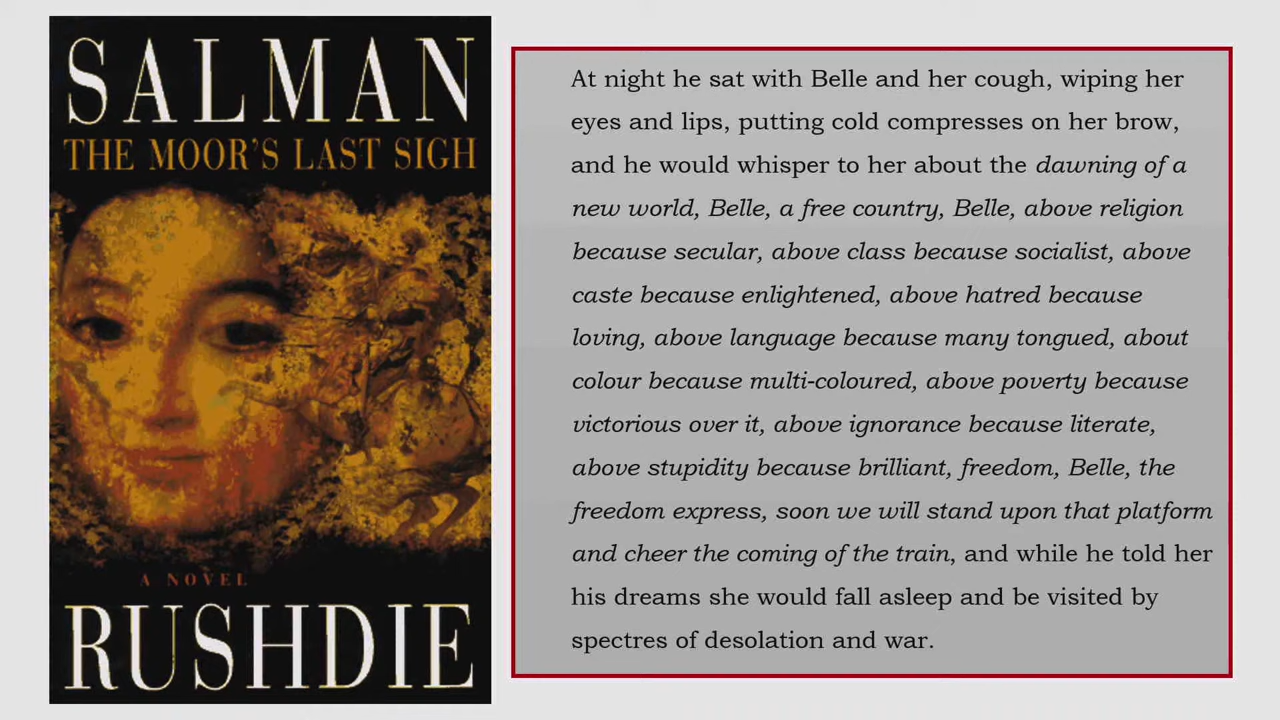 SALMAN
THE MOOR'S LAST SIGH
A NOVEL
RUSHDIE
At night he sat with Belle and her cough, wiping her
eyes and lips, putting cold compresses on her brow,
and he would whisper to her about the dawning of a
new world, Belle, a free country, Belle, above religion
because secular, above class because socialist, above
caste because enlightened, above hatred because
loving, above language because many tongued, about
colour because multi-coloured, above poverty because
victorious over it, above ignorance because literate,
above stupidity because brilliant, freedom, Belle, the
freedom express, soon we will stand upon that platform
and cheer the coming of the train, and while he told her
his dreams she would fall asleep and be visited by
spectres of desolation and war.